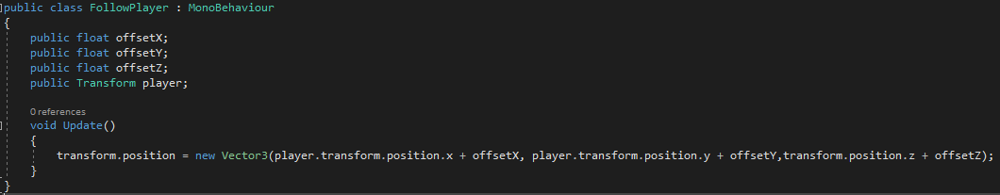 public class FollowPlayer : MonoBehaviour
{
public float offsetX;
public float offsetY;
public float offsetZ;
public Transform player;
0 references
void Update()
{
transform.position = new Vector3(player.transform.position.x + offsetX, player.transform.position.y + offsetY,transform.position.z + offsetZ);
}
}